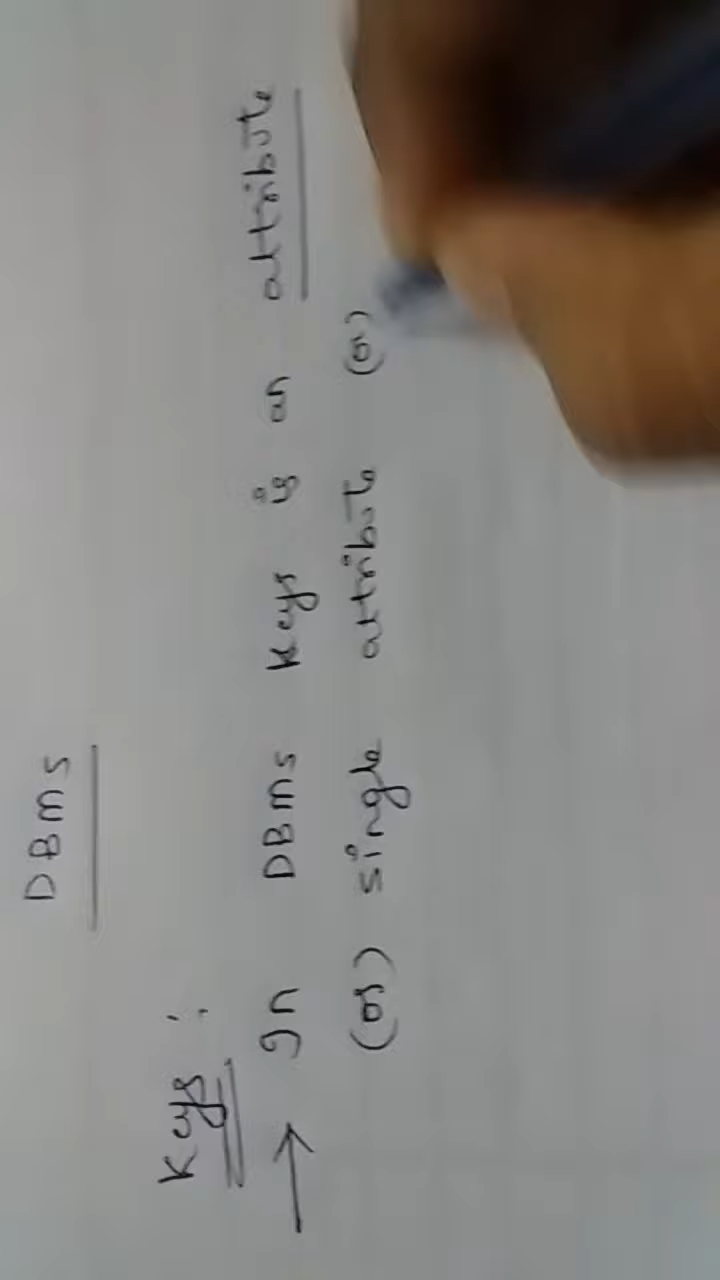 DBMS
Keys :
→ In DBMS Keys is an attribute
(or) single attribute (or)